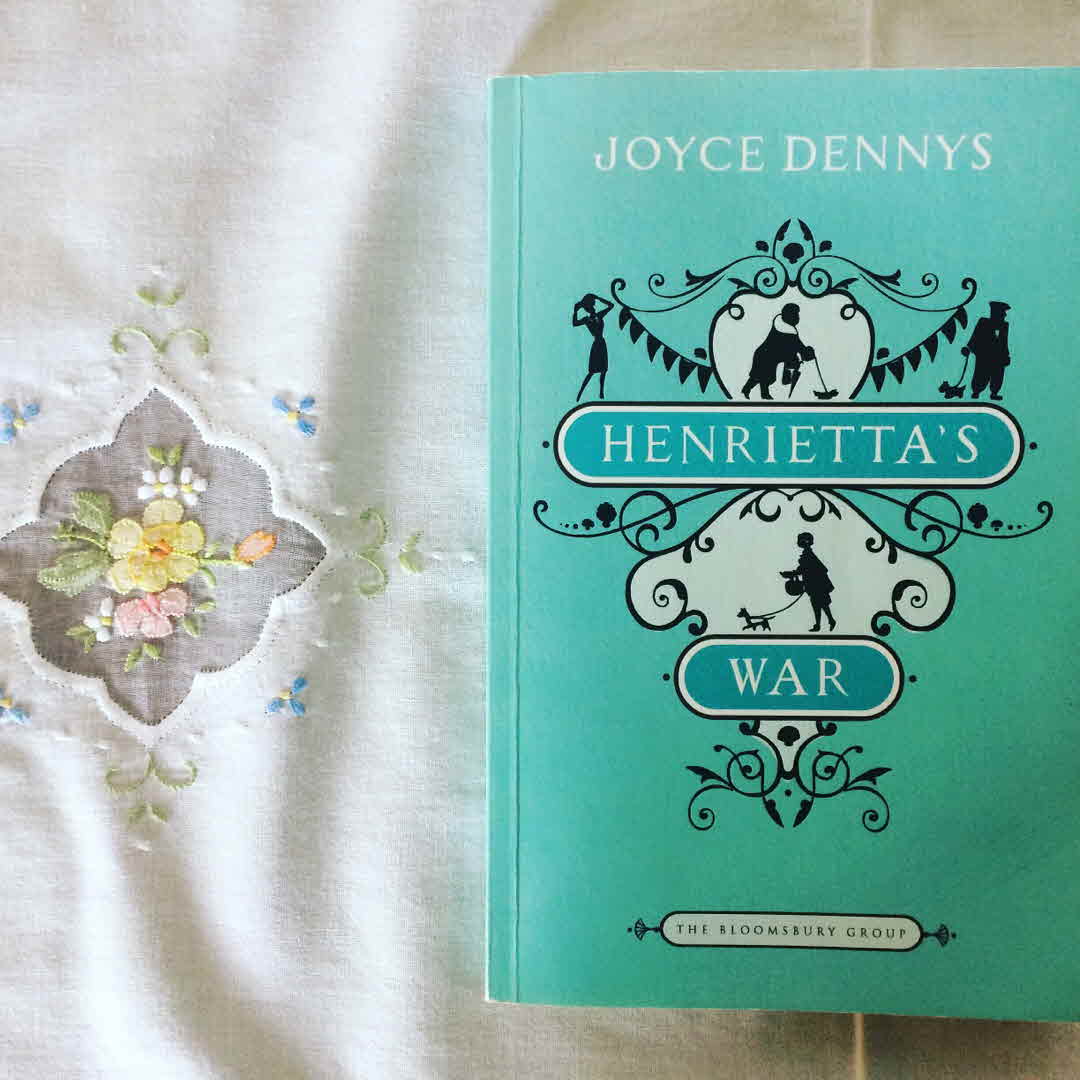 JOYCE DENNYS
HENRIETTA'S
WAR
THE BLOOMSBURY GROUP